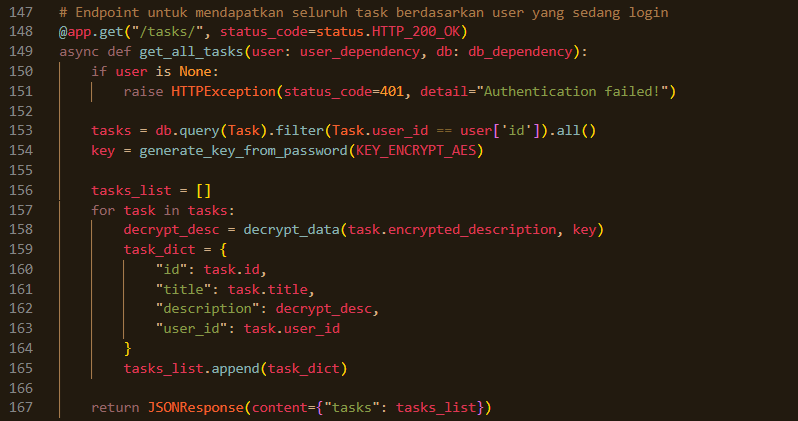 147 # Endpoint untuk mendapatkan seluruh task berdasarkan user yang sedang login
148 @app.get("/tasks/", status_code=status.HTTP_200_OK)
149 async def get_all_tasks(user: user_dependency, db: db_dependency):
150     if user is None:
151         raise HTTPException(status_code=401, detail="Authentication failed!")
152
153     tasks = db.query(Task).filter(Task.user_id == user['id']).all()
154     key = generate_key_from_password(KEY_ENCRYPT_AES)
155
156     tasks_list = []
157     for task in tasks:
158         decrypt_desc = decrypt_data(task.encrypted_description, key)
159         task_dict = {
160             "id": task.id,
161             "title": task.title,
162             "description": decrypt_desc,
163             "user_id": task.user_id
164         }
165         tasks_list.append(task_dict)
166
167     return JSONResponse(content={"tasks": tasks_list})